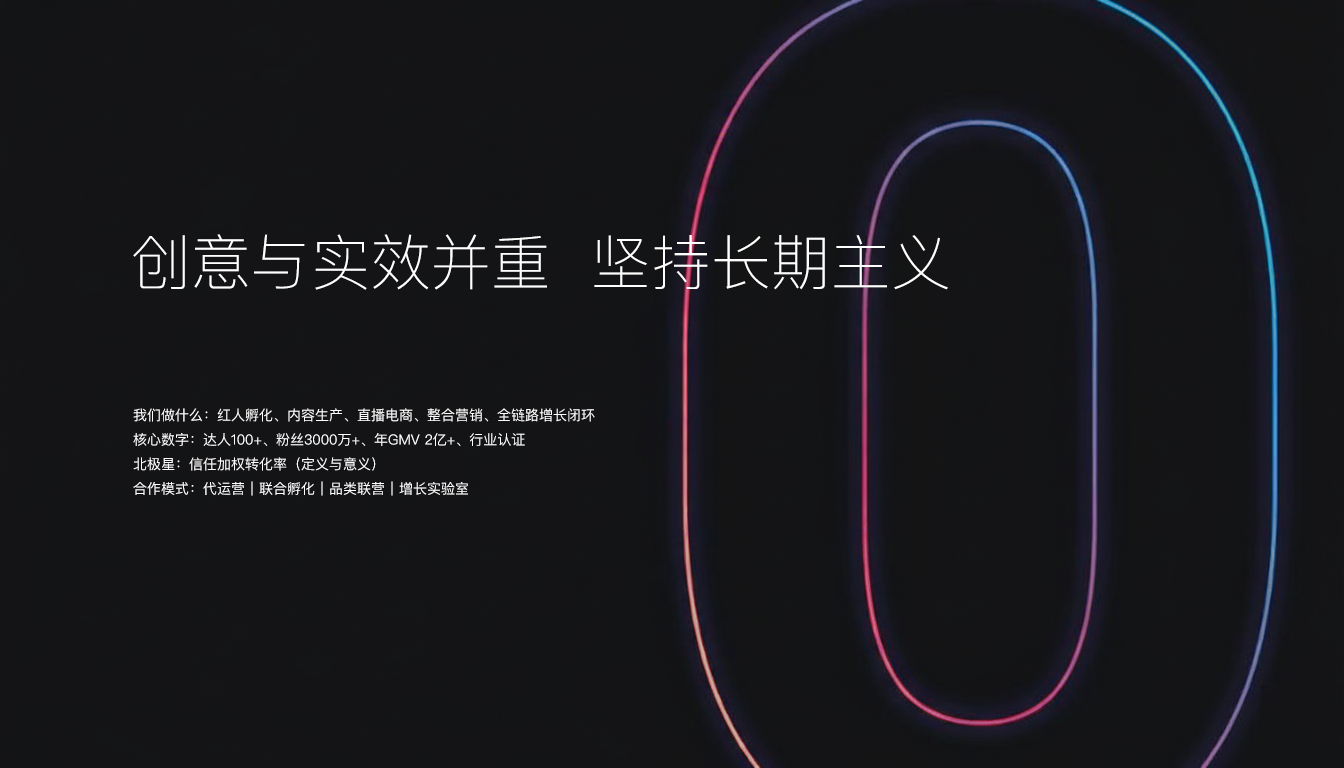 创意与实效并重 坚持长期主义
我们做什么：红人孵化、内容生产、直播电商、整合营销、全链路增长闭环
核心数字：达人100+、粉丝3000万+、年GMV 2亿+、行业认证
北极星：信任加权转化率（定义与意义）
合作模式：代运营 | 联合孵化 | 品类联营 | 增长实验室